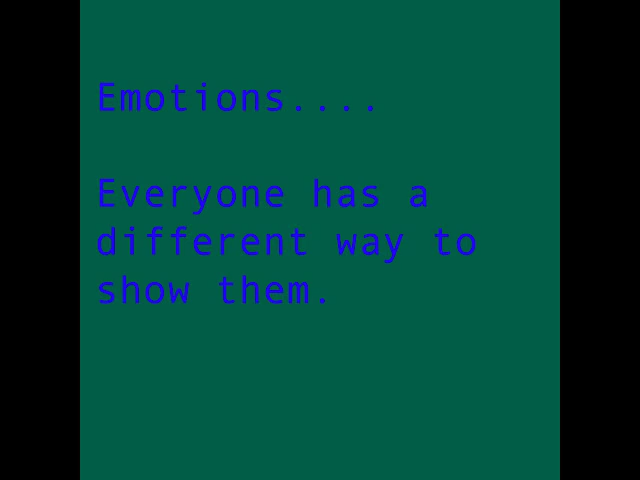 Emotions....
Everyone has a
different way to
show them.